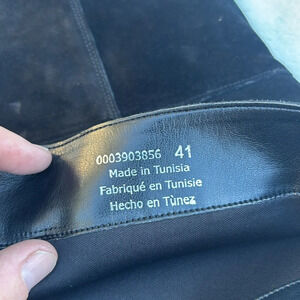 0003903856 41
Made in Tunisia
Fabriqué en Tunisie
Hecho en Tùnez